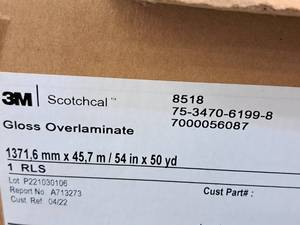 3M Scotchcal™ 8518
75-3470-6199-8
Gloss Overlaminate 7000056087
1371,6 mm x 45,7 m / 54 in x 50 yd
1 RLS
Lot P221030106
Report No A713273 Cust Part#:
Cust. Ref 04/22